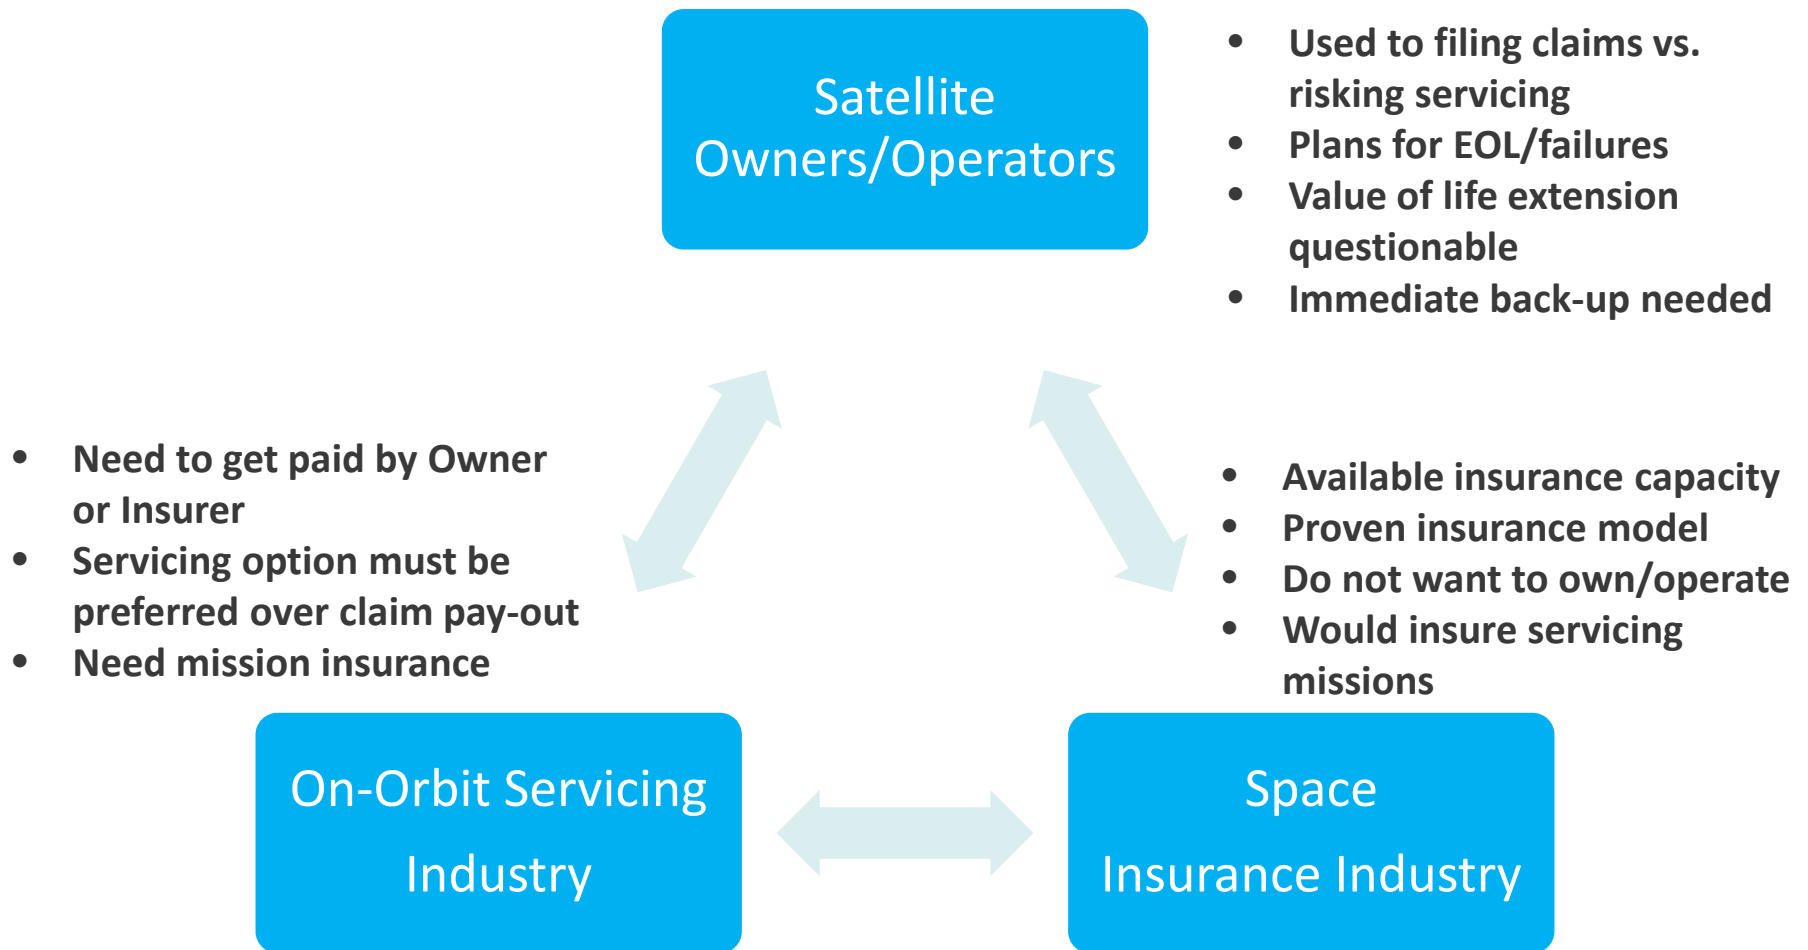 Satellite
Owners/Operators
• Used to filing claims vs.
risking servicing
• Plans for EOL/failures
• Value of life extension
questionable
• Immediate back-up needed
• Need to get paid by Owner
or Insurer
• Servicing option must be
preferred over claim pay-out
• Need mission insurance
• Available insurance capacity
• Proven insurance model
• Do not want to own/operate
• Would insure servicing
missions
On-Orbit Servicing
Industry
Space
Insurance Industry